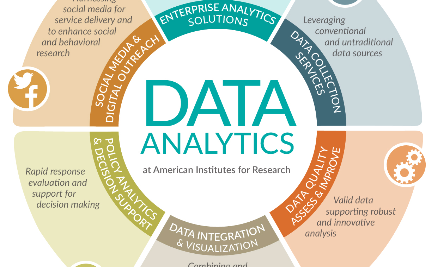 Harnessing
social media for
service delivery and
to enhance social
and behavioral
research
SOCIAL MEDIA &
DIGITAL OUTREACH
ENTERPRISE ANALYTICS
SOLUTIONS
DATA COLLECTION
SERVICES
Leveraging
conventional
and untraditional
data sources
DATA
ANALYTICS
at American Institutes for Research
Rapid response
evaluation and
support for
decision making
POLICY ANALYTICS
& DECISION SUPPORT
DATA QUALITY
ASSESS & IMPROVE
Valid data
supporting robust
and innovative
analysis
DATA INTEGRATION
& VISUALIZATION
Combining and